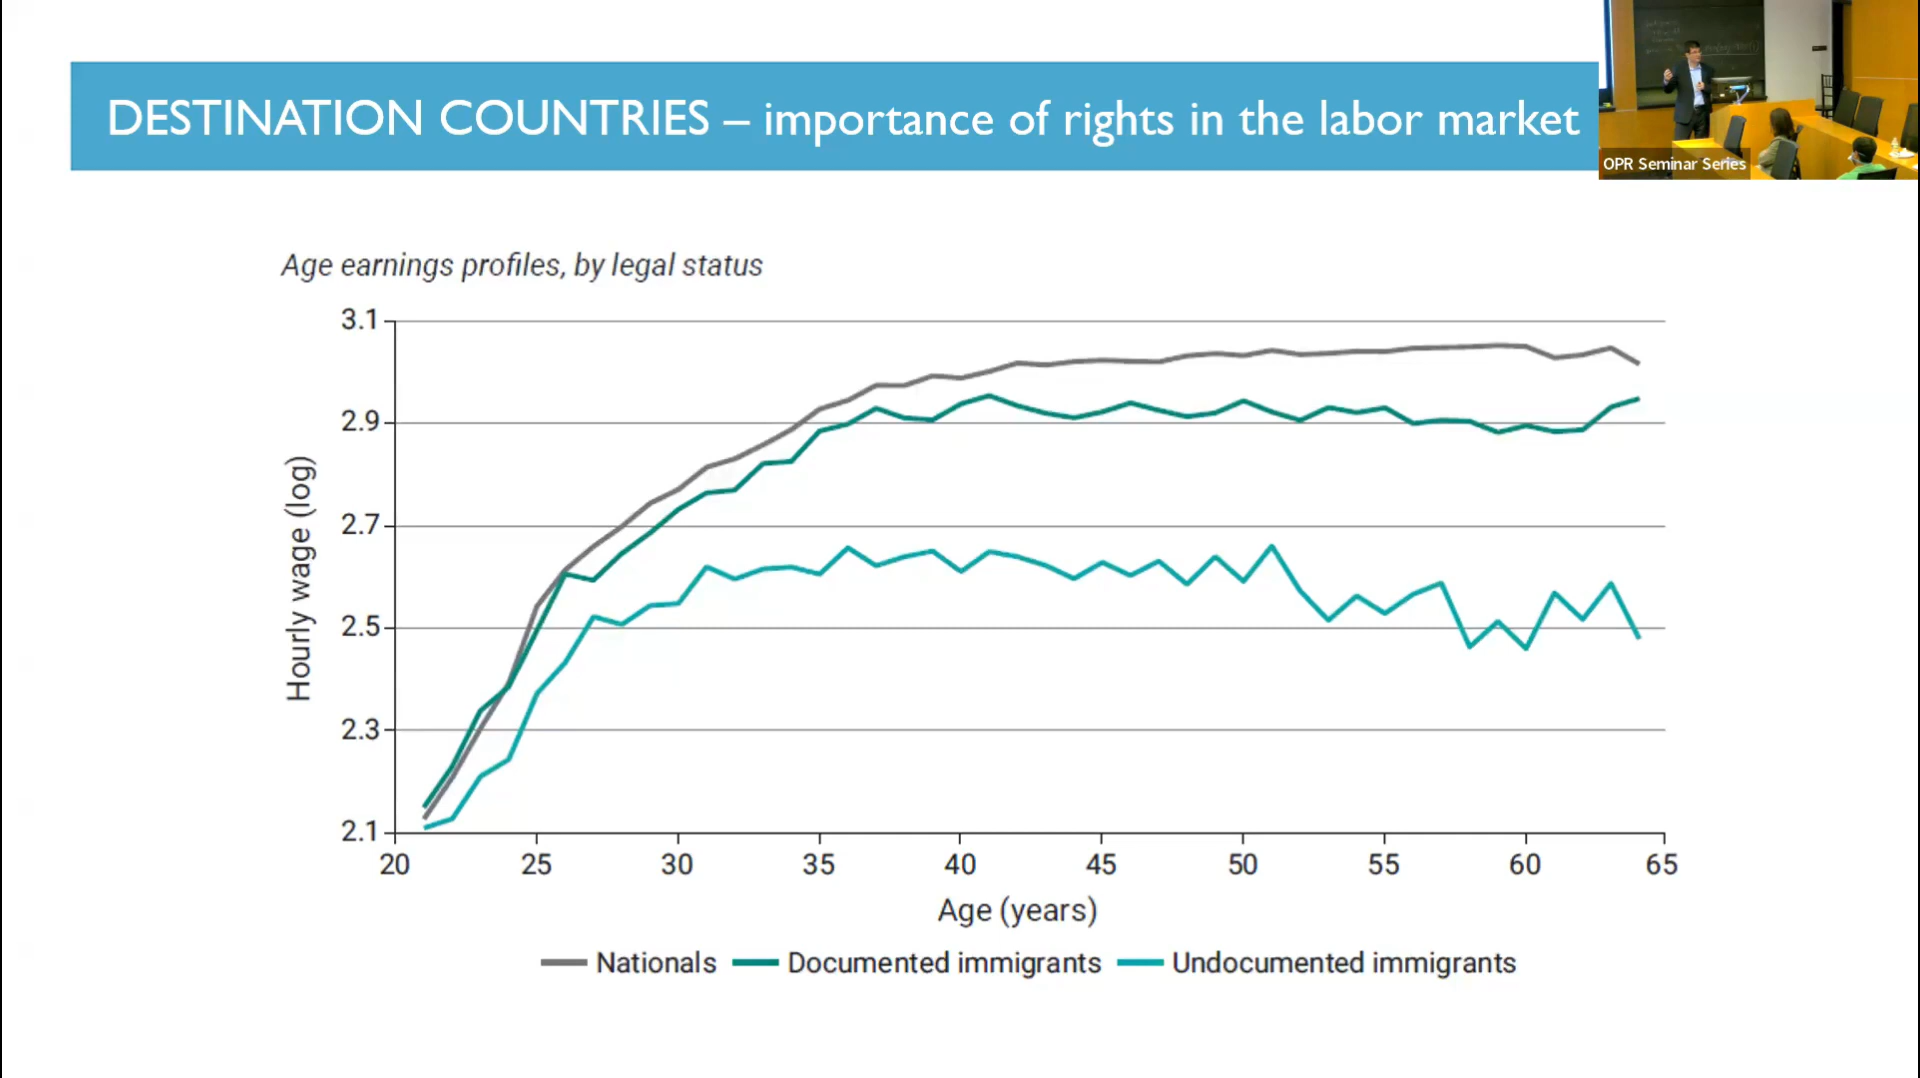 DESTINATION COUNTRIES – importance of rights in the labor market
OPR Seminar Series
Age earnings profiles, by legal status
Hourly wage (log)
3.1
2.9
2.7
2.5
2.3
2.1
20 25 30 35 40 45 50 55 60 65
Age (years)
Nationals Documented immigrants Undocumented immigrants